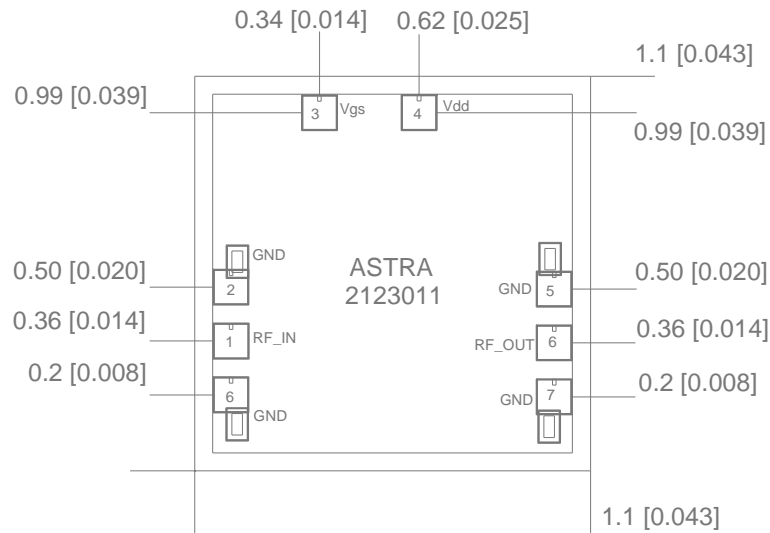 0.34 [0.014] 0.62 [0.025]
1.1 [0.043]
0.99 [0.039]
3 Vgs 4 Vdd
0.99 [0.039]
GND
ASTRA
2123011
0.50 [0.020] 2 GND 5 0.50 [0.020]
0.36 [0.014] 1 RF_IN RF_OUT 6 0.36 [0.014]
0.2 [0.008] 6 GND 7 0.2 [0.008]
GND
1.1 [0.043]